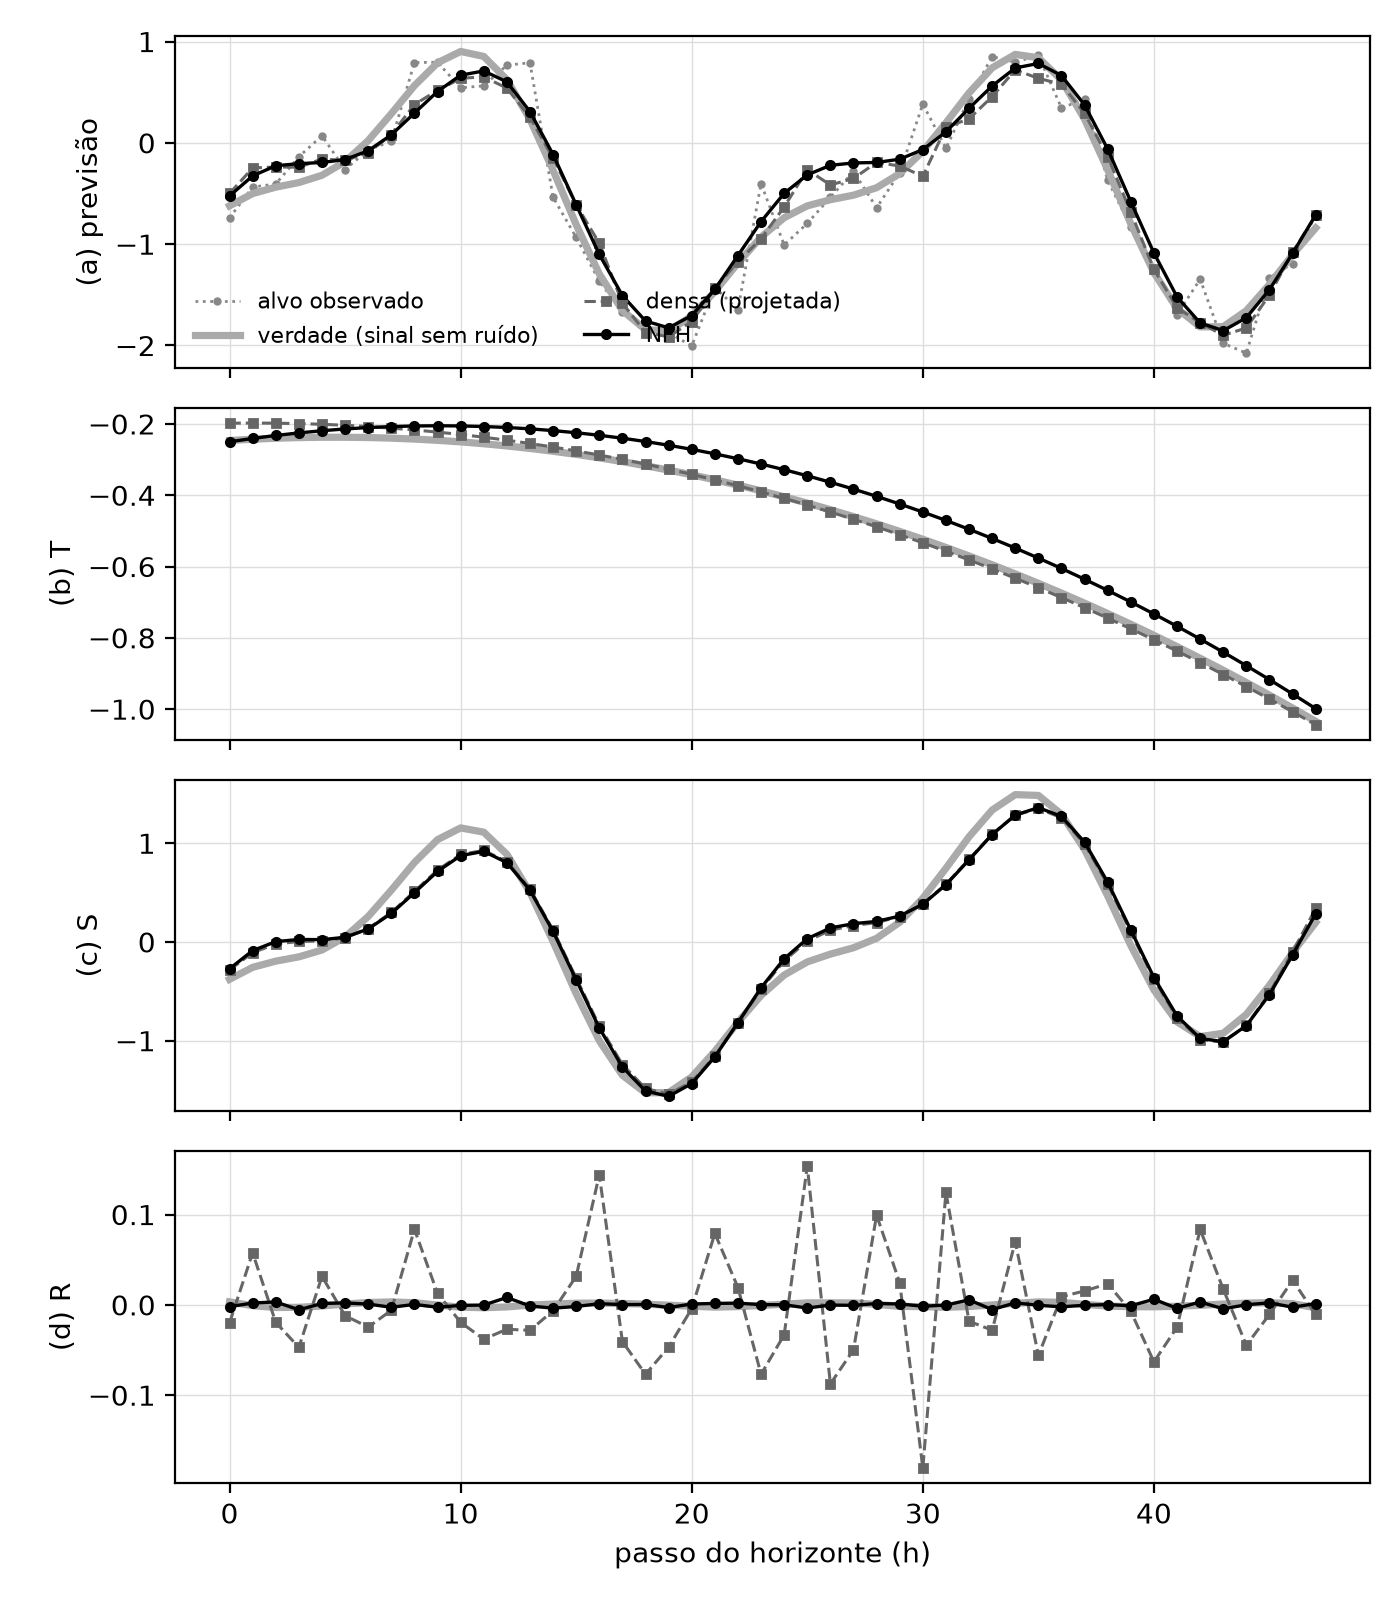 1
0
−1
−2
(a) previsão
alvo observado
verdade (sinal sem ruído)
densa (projetada)
−0.2
−0.4
−0.6
−0.8
−1.0
(b) T
1
0
−1
(c) S
0.1
0.0
−0.1
(d) R
0 10 20 30 40
passo do horizonte (h)